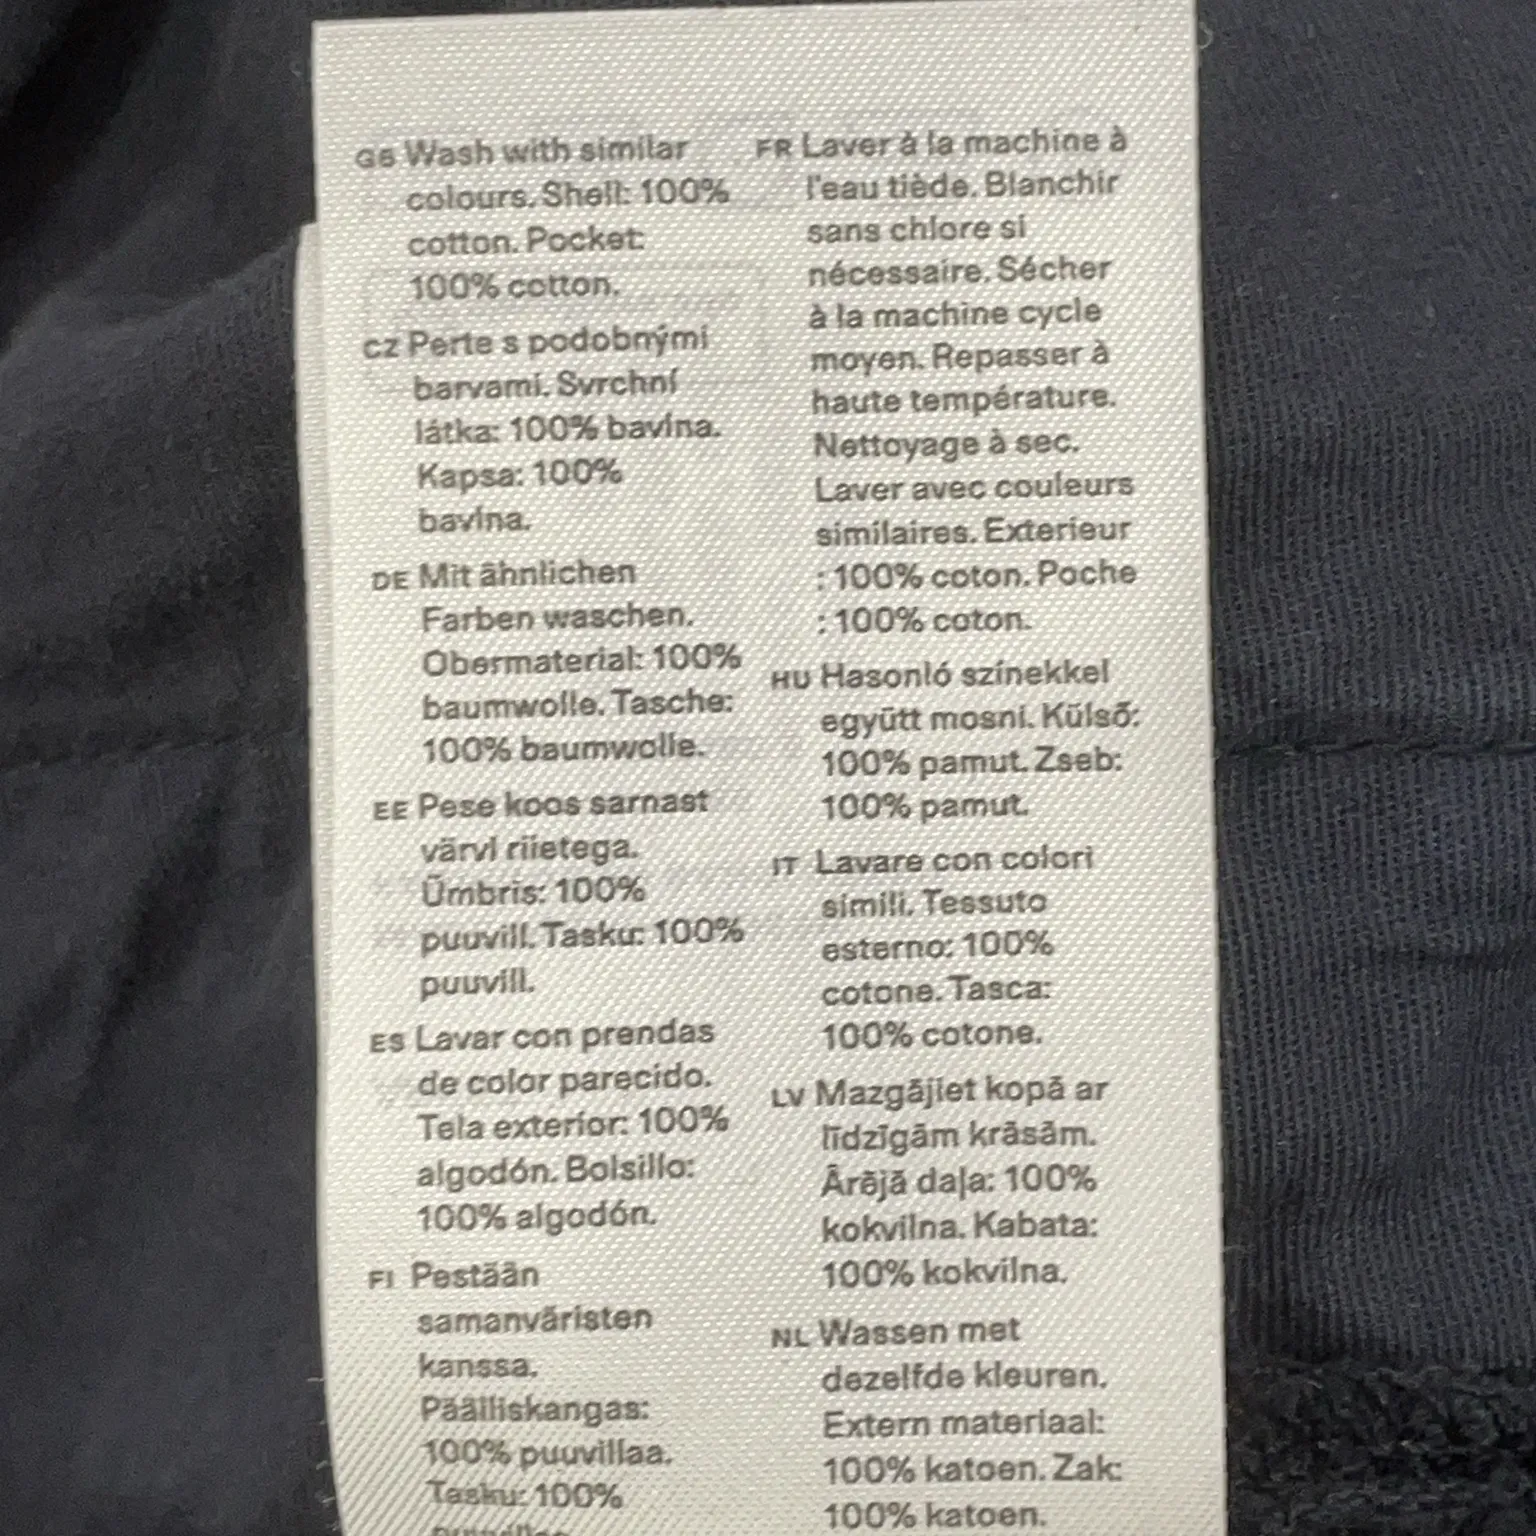 GB Wash with similar
colours. Shell: 100%
cotton. Pocket:
100% cotton.
CZ Perte s podobnými
barvami. Svrchní
látka: 100% bavlna.
Kapsa: 100%
bavlna.
DE Mit ähnlichen
Farben waschen.
Obermaterial: 100%
baumwolle. Tasche:
100% baumwolle.
EE Pese koos sarnast
värvi riietega.
Ümbris: 100%
puuvill. Tasku: 100%
puuvill.
ES Lavar con prendas
de color parecido.
Tela exterior: 100%
algodón. Bolsillo:
100% algodón.
FI Pestään
samanväristen
kanssa.
Päälliskangas:
100% puuvillaa.
Tasku: 100%
FR Laver à la machine à
l'eau tiède. Blanchir
sans chlore si
nécessaire. Sécher
à la machine cycle
moyen. Repasser à
haute température.
Nettoyage à sec.
Laver avec couleurs
similaires. Exterieur
: 100% coton. Poche
: 100% coton.
HU Hasonló színekkel
együtt mosni. Külső:
100% pamut. Zseb:
100% pamut.
IT Lavare con colori
simili. Tessuto
esterno: 100%
cotone. Tasca:
100% cotone.
LV Mazgājiet kopā ar
līdzīgām krāsām.
Ārējā daļa: 100%
kokvilna. Kabata:
100% kokvilna.
NL Wassen met
dezelfde kleuren.
Extern materiaal:
100% katoen. Zak:
100% katoen.